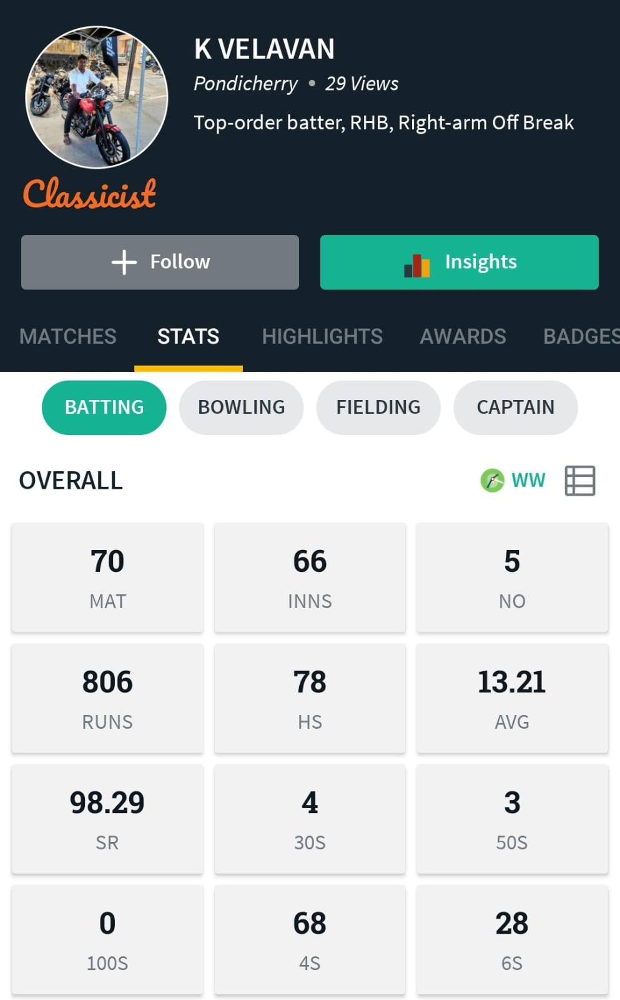 K VELAVAN
Pondicherry • 29 Views
Top-order batter, RHB, Right-arm Off Break
Classicist
+ Follow
Insights
MATCHES STATS HIGHLIGHTS AWARDS BADGES
BATTING BOWLING FIELDING CAPTAIN
OVERALL WW
70 66 5
MAT INNS NO
806 78 13.21
RUNS HS AVG
98.29 4 3
SR 30S 50S
0 68 28
100S 4S 6S